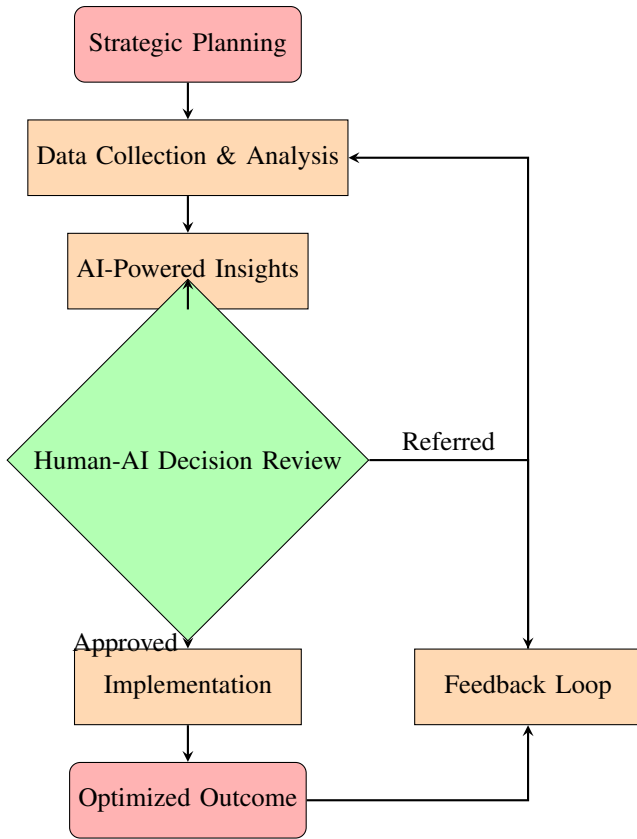 Strategic Planning
Data Collection & Analysis
AI-Powered Insights
Human-AI Decision Review
Referred
Approved
Implementation
Feedback Loop
Optimized Outcome